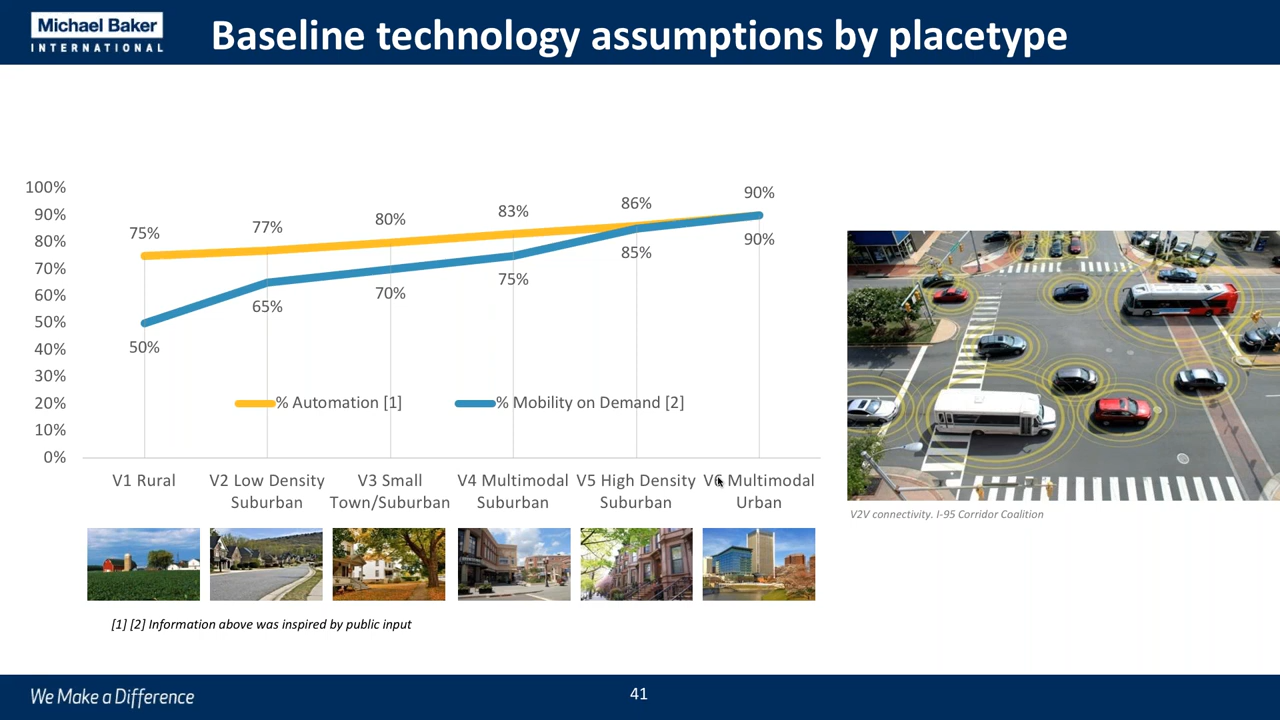 Michael Baker
INTERNATIONAL
Baseline technology assumptions by placetype
100%
90%
80%
70%
60%
50%
40%
30%
20%
10%
0%
75%
77%
80%
83%
86%
90%
50%
65%
70%
75%
85%
90%
% Automation [1]
% Mobility on Demand [2]
V1 Rural
V2 Low Density
Suburban
V3 Small
Town/Suburban
V4 Multimodal
Suburban
V5 High Density
Suburban
V6 Multimodal
Urban
V2V connectivity. I-95 Corridor Coalition
[1] [2] Information above was inspired by public input
We Make a Difference
41